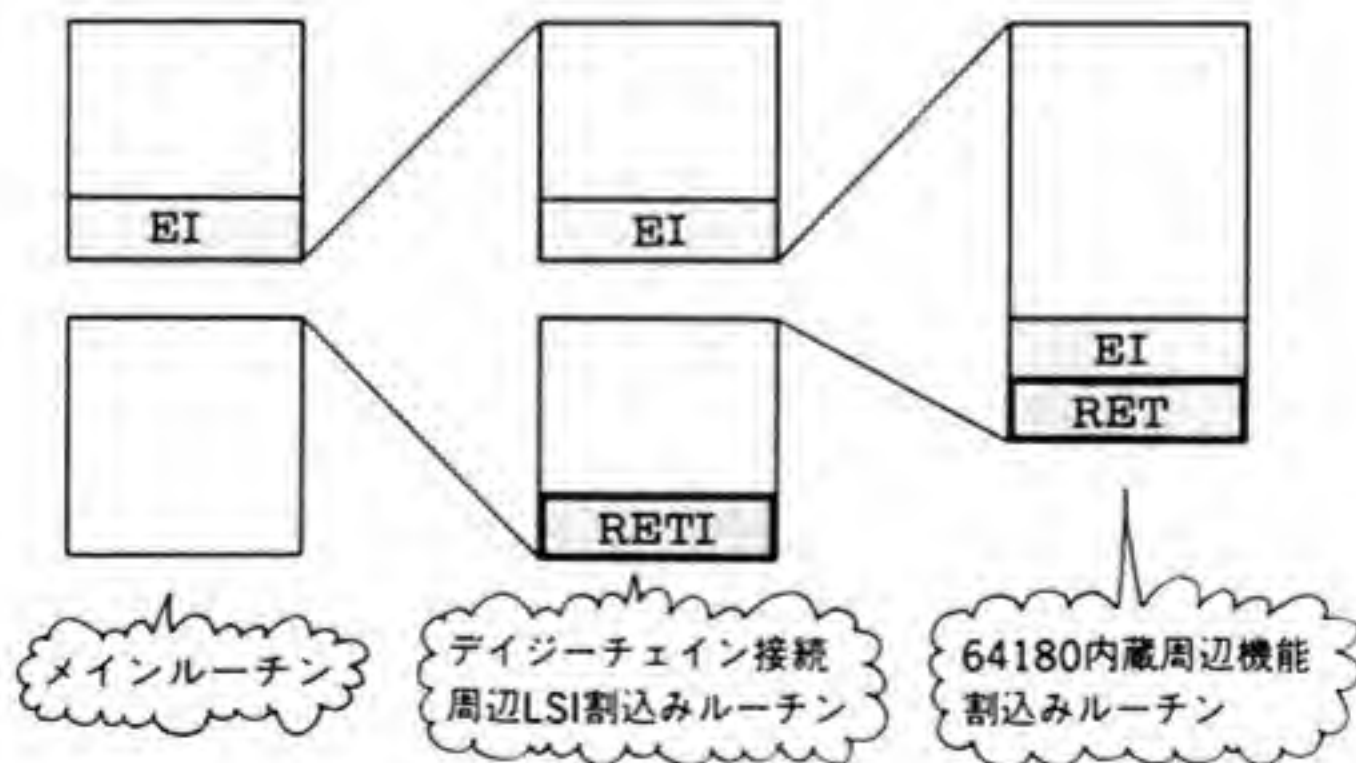 EI
EI
EI
RET
RETI
メインルーチン
デイジーチェイン接続
周辺LSI割込みルーチン
64180内蔵周辺機能
割込みルーチン